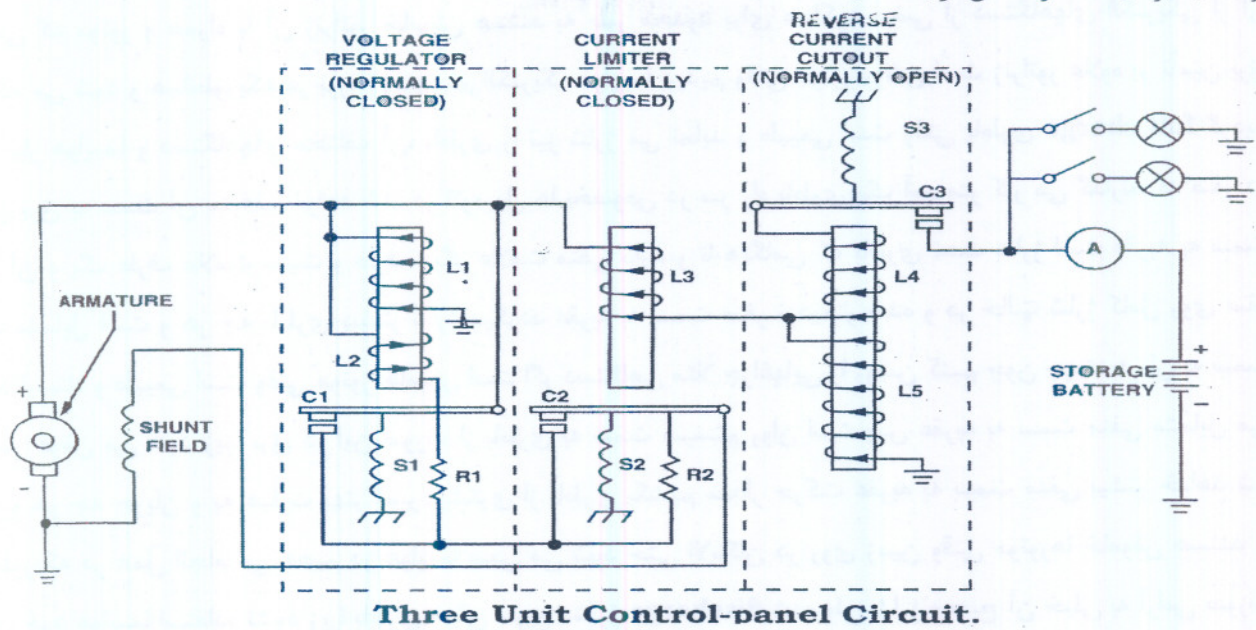 VOLTAGE
REGULATOR
(NORMALLY
CLOSED)
CURRENT
LIMITER
(NORMALLY
CLOSED)
REVERSE
CURRENT
CUTOUT
(NORMALLY OPEN)
S3
C3
L1
L3
L4
A
ARMATURE
L2
+
STORAGE
BATTERY
-
L5
C1
C2
+
SHUNT
FIELD
S1
R1
S2
R2
-
Three Unit Control-panel Circuit.